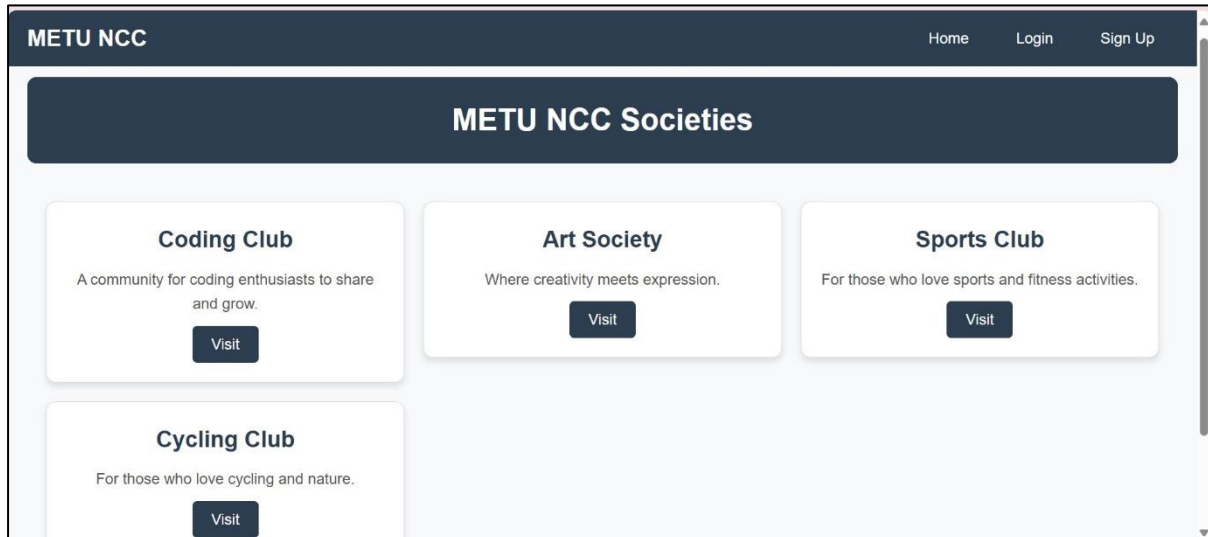 METU NCC
Home Login Sign Up
METU NCC Societies
Coding Club
A community for coding enthusiasts to share
and grow.
Visit
Art Society
Where creativity meets expression.
Visit
Sports Club
For those who love sports and fitness activities.
Visit
Cycling Club
For those who love cycling and nature.
Visit